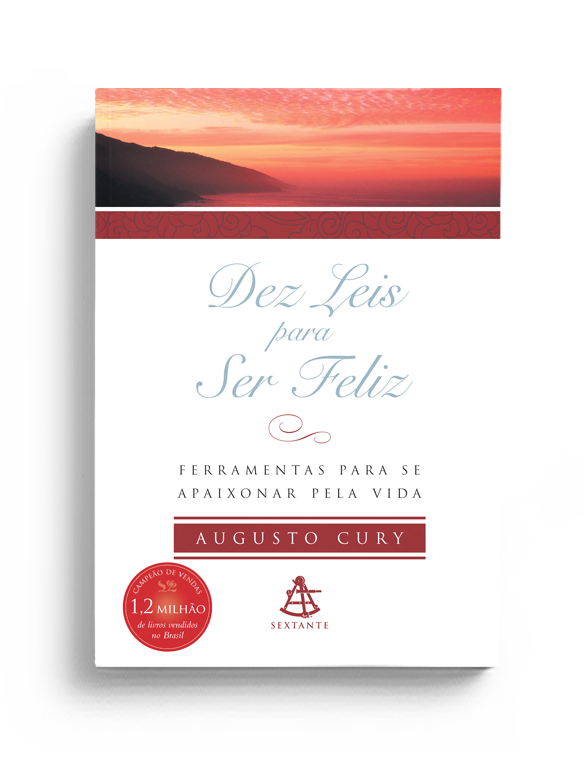 Dez Leis
para
Ser Feliz
FERRAMENTAS PARA SE
APAIXONAR PELA VIDA
AUGUSTO CURY
CAMPEÃO DE VENDAS
1,2 MILHÃO
de livros vendidos
no Brasil
SEXTANTE